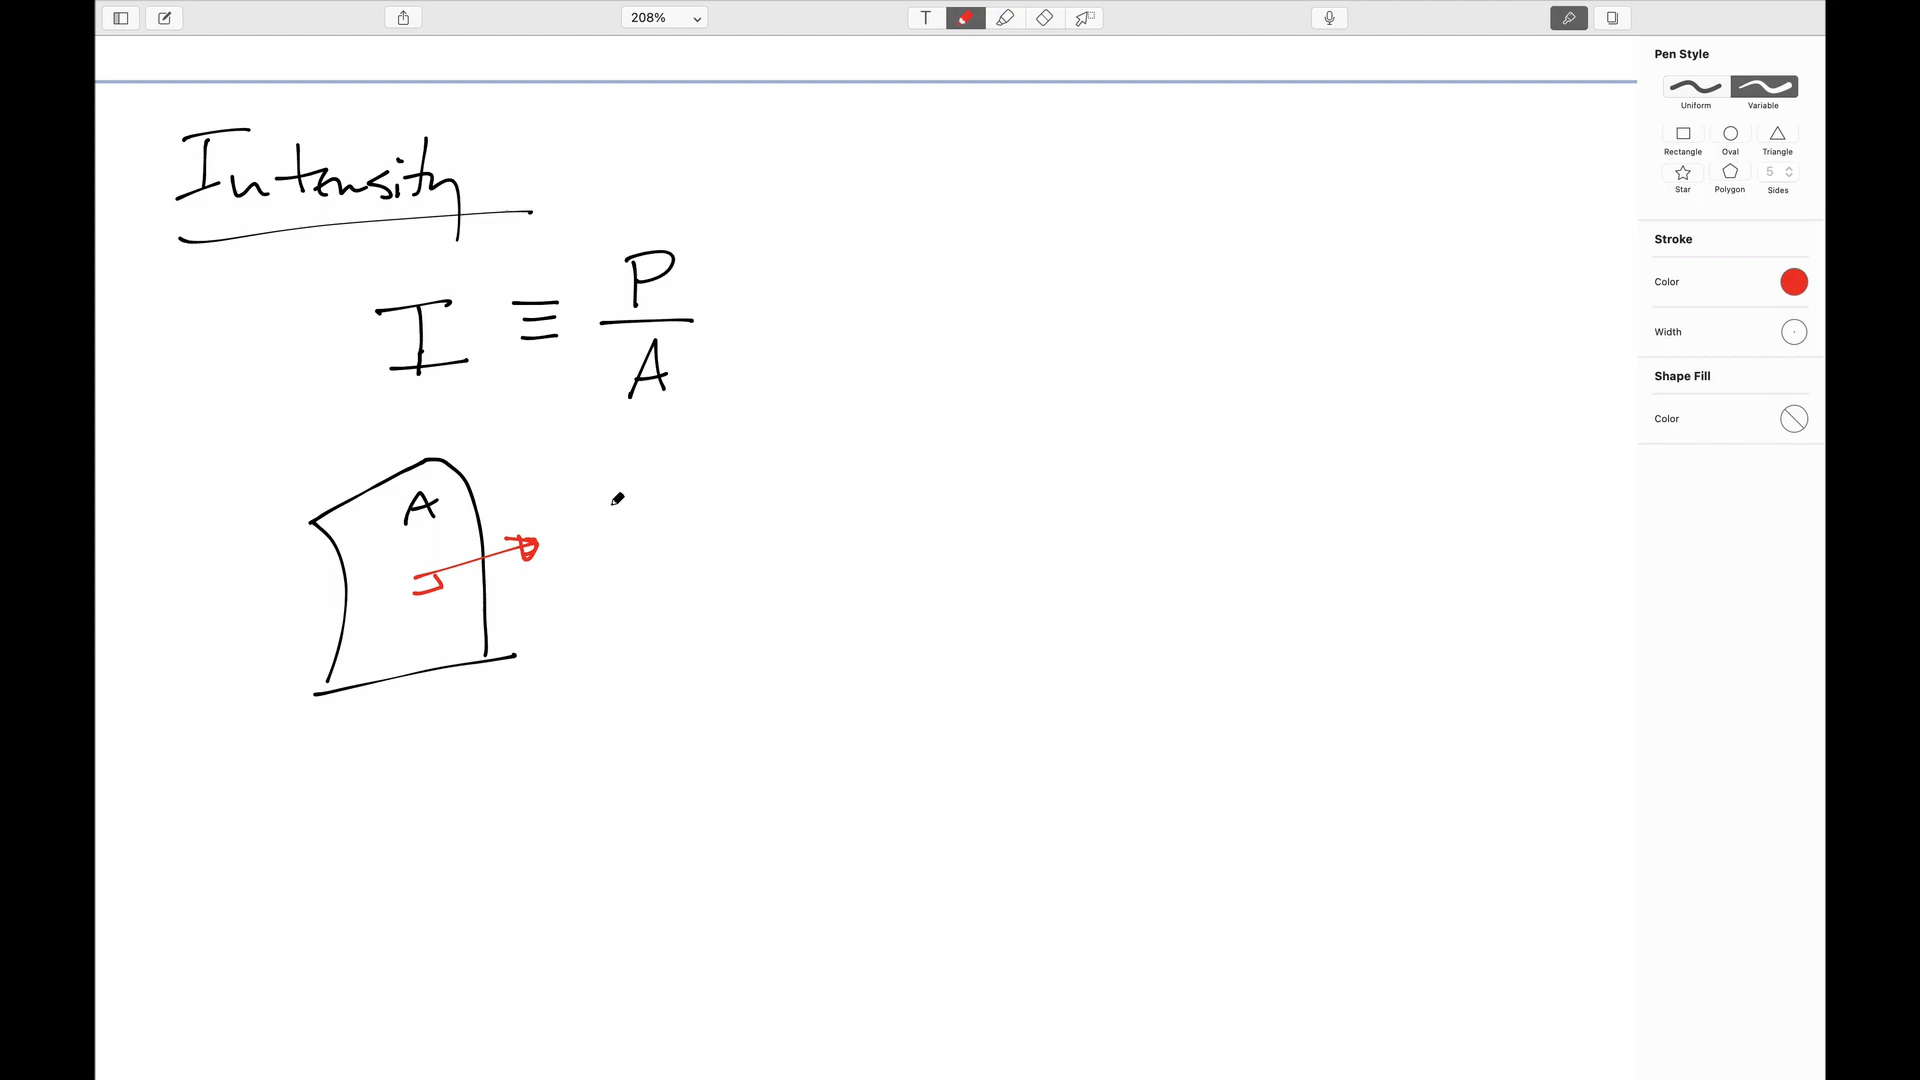 208%
T
Pen Style
Uniform Variable
Rectangle Oval Triangle
5
Star Polygon Sides
Stroke
Color
Width
Shape Fill
Color
Intensity
I ≡ P
A
A